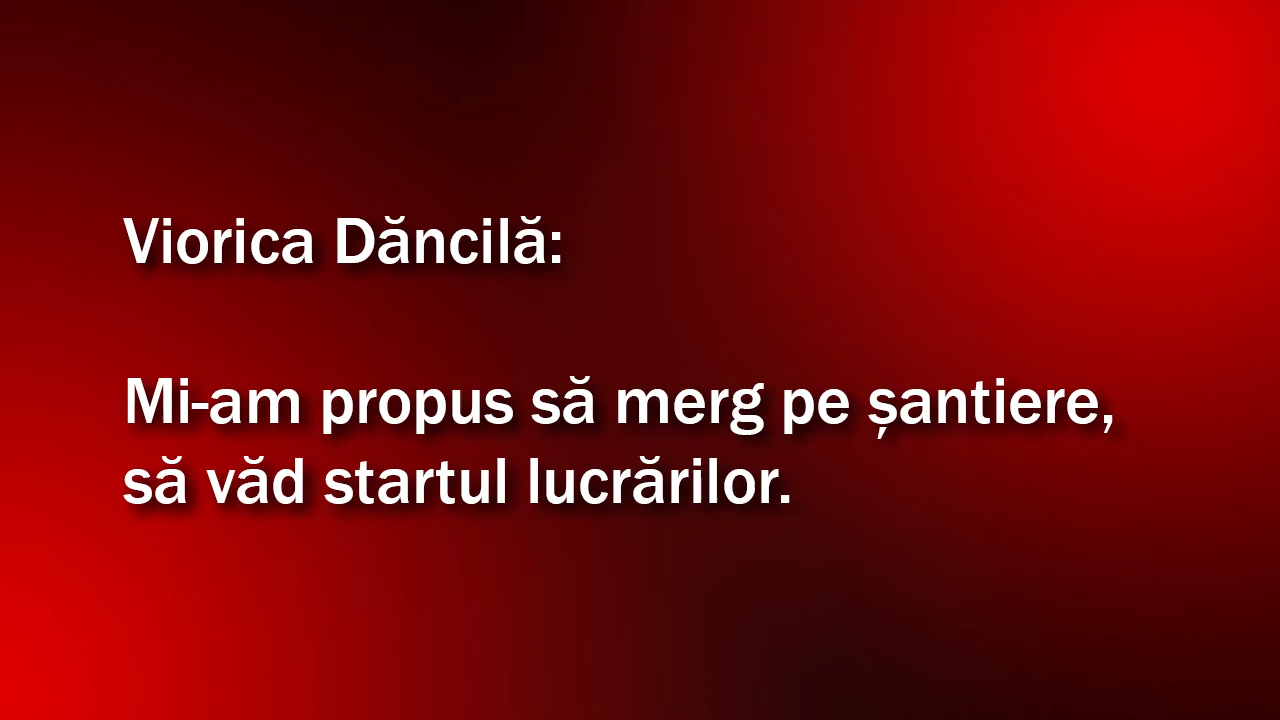 Viorica Dăncilă:
Mi-am propus să merg pe șantiere,
să văd startul lucrărilor.